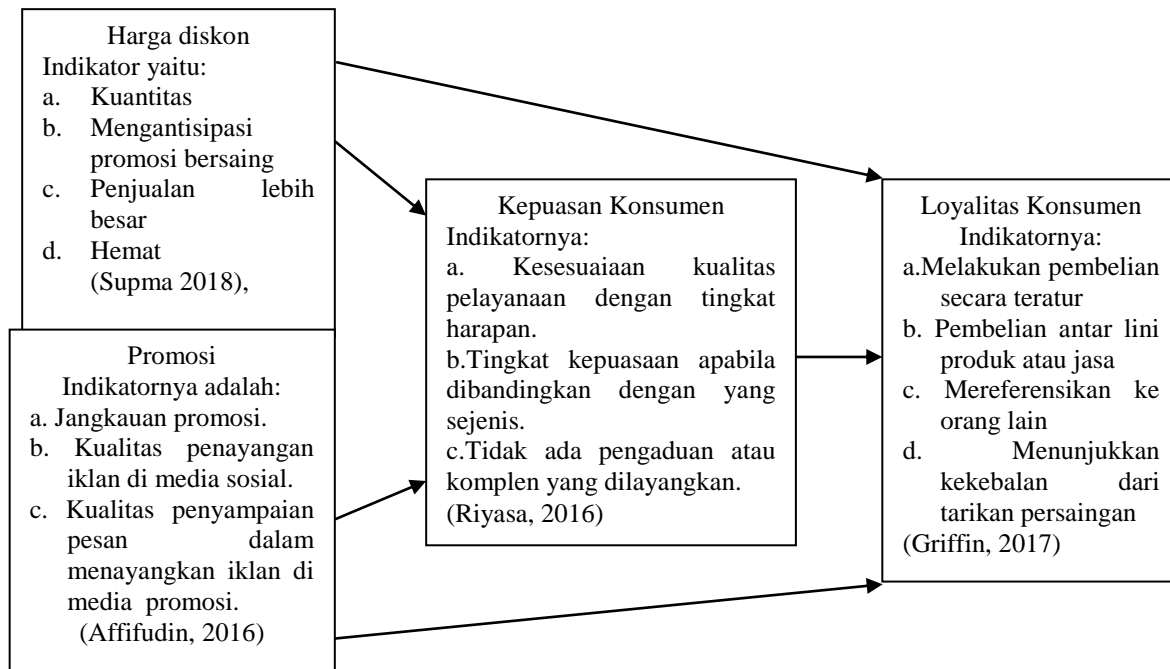 Harga diskon
Indikator yaitu:
a. Kuantitas
b. Mengantisipasi
promosi bersaing
c. Penjualan lebih
besar
d. Hemat
(Supma 2018),
Promosi
Indikatornya adalah:
a. Jangkauan promosi.
b. Kualitas penayangan
iklan di media sosial.
c. Kualitas penyampaian
pesan dalam
menayangkan iklan di
media promosi.
(Affifudin, 2016)
Kepuasan Konsumen
Indikatornya:
a. Kesesuaiaan kualitas
pelayanaan dengan tingkat
harapan.
b.Tingkat kepuasaan apabila
dibandingkan dengan yang
sejenis.
c.Tidak ada pengaduan atau
komplen yang dilayangkan.
(Riyasa, 2016)
Loyalitas Konsumen
Indikatornya:
a.Melakukan pembelian
secara teratur
b. Pembelian antar lini
produk atau jasa
c. Mereferensikan ke
orang lain
d. Menunjukkan
kekebalan dari
tarikan persaingan
(Griffin, 2017)